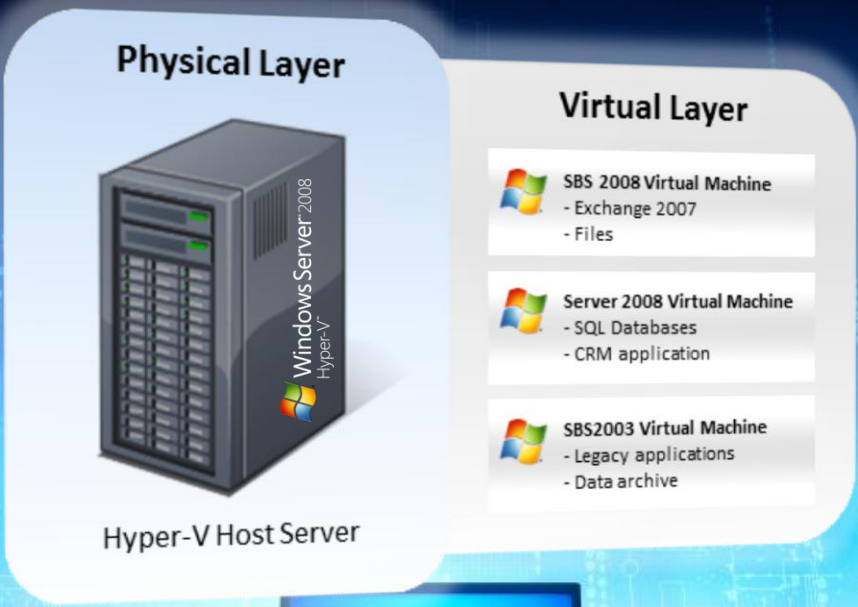 Physical Layer
Windows Server 2008
Hyper-V™
Hyper-V Host Server
Virtual Layer
SBS 2008 Virtual Machine
- Exchange 2007
- Files
Server 2008 Virtual Machine
- SQL Databases
- CRM application
SBS2003 Virtual Machine
- Legacy applications
- Data archive